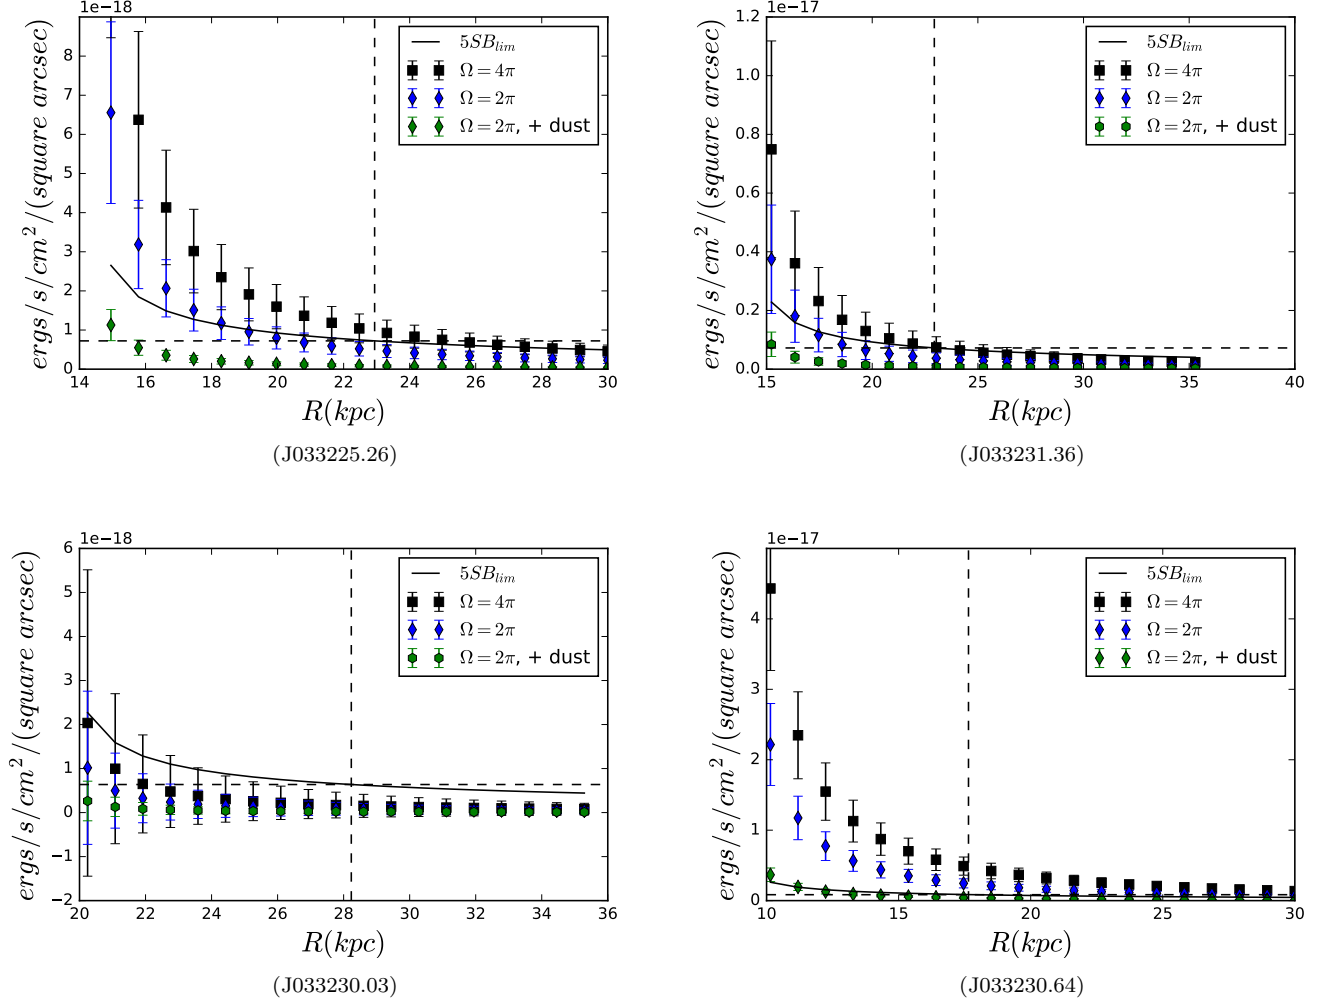 1e−18
8
7
6
5
4
3
2
1
0
14 16 18 20 22 24 26 28 30
ergs/s/cm²/(square arcsec)
R(kpc)
5SB_lim
Ω = 4π
Ω = 2π
Ω = 2π, + dust
(J033225.26)
1e−17
1.2
1.0
0.8
0.6
0.4
0.2
0.0
15 20 25 30 35 40
ergs/s/cm²/(square arcsec)
R(kpc)
5SB_lim
Ω = 4π
Ω = 2π
Ω = 2π, + dust
(J033231.36)
1e−18
6
5
4
3
2
1
0
−1
−2
20 22 24 26 28 30 32 34 36
ergs/s/cm²/(square arcsec)
R(kpc)
5SB_lim
Ω = 4π
Ω = 2π
Ω = 2π, + dust
(J033230.03)
1e−17
5
4
3
2
1
0
10 15 20 25 30
ergs/s/cm²/(square arcsec)
R(kpc)
5SB_lim
Ω = 4π
Ω = 2π
Ω = 2π, + dust
(J033230.64)